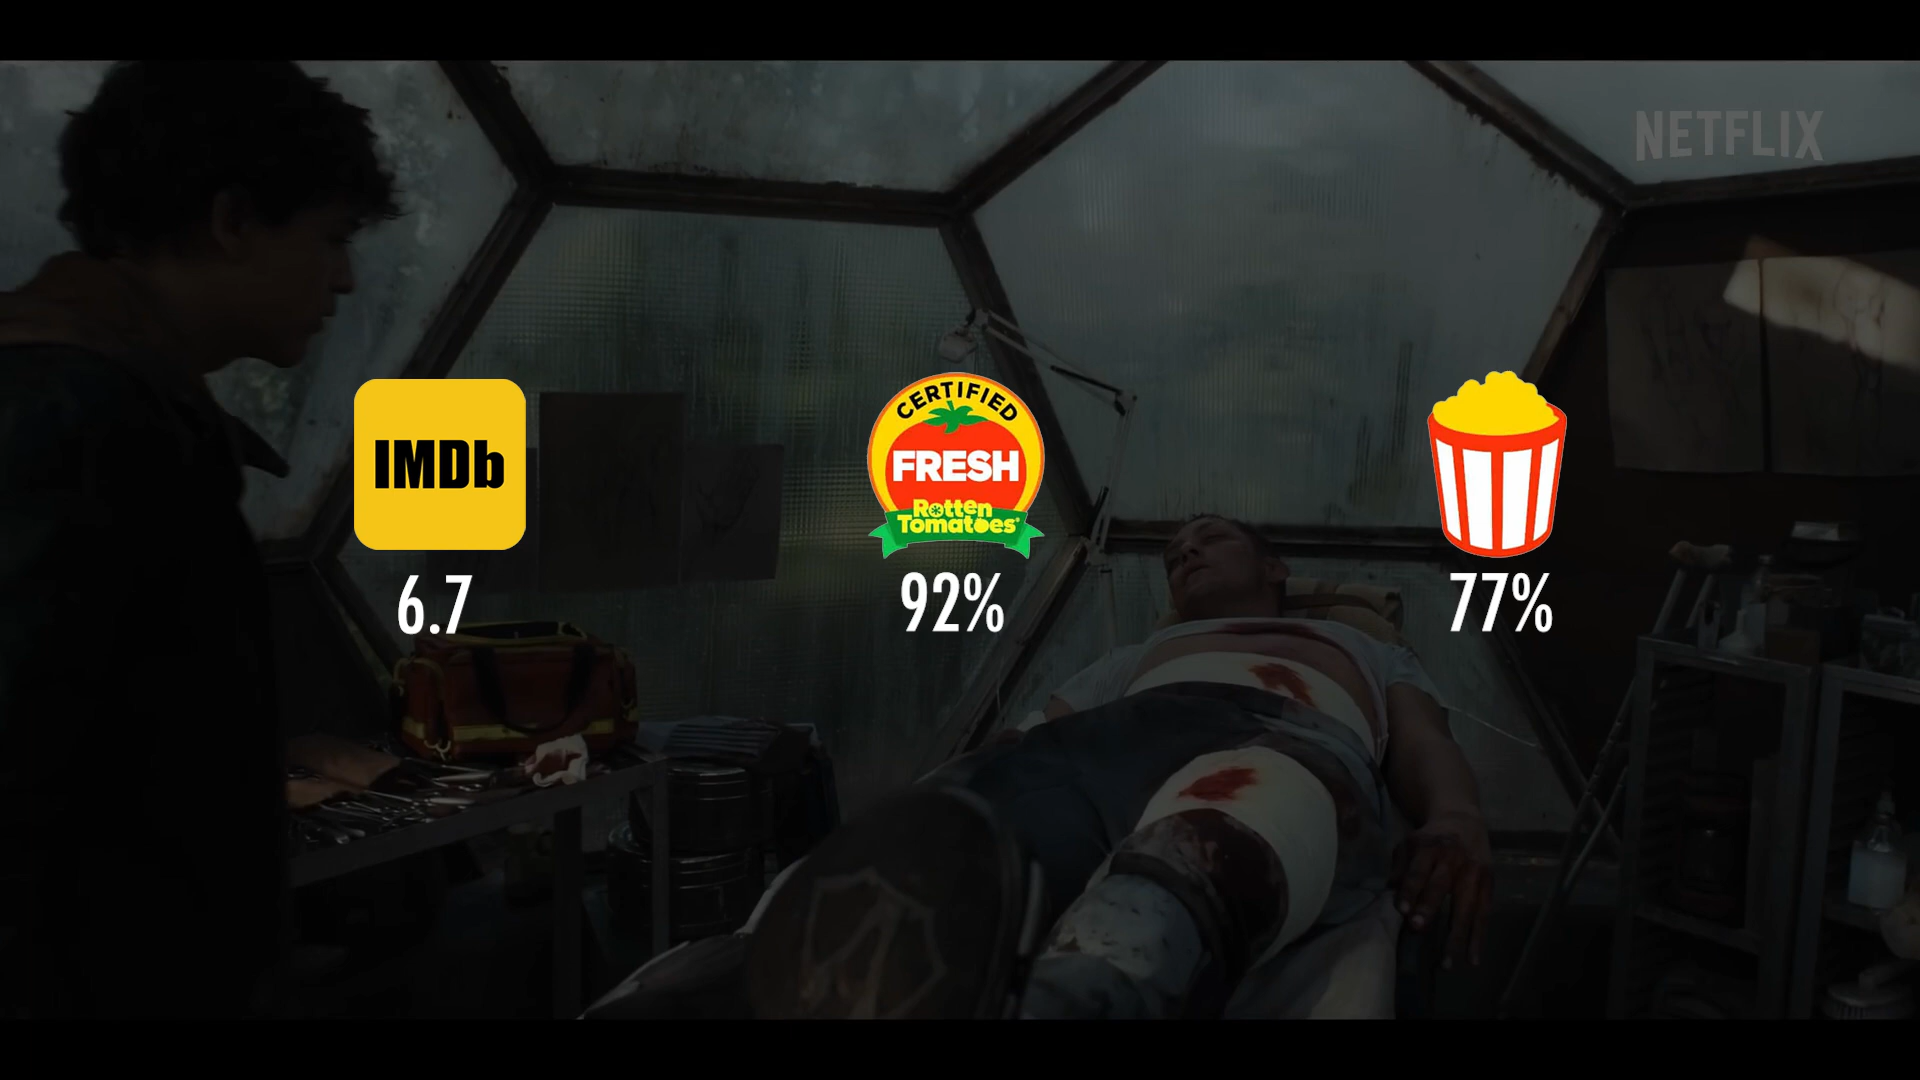 NETFLIX
IMDb
CERTIFIED
FRESH
Rotten
Tomatoes®
6.7
92%
77%